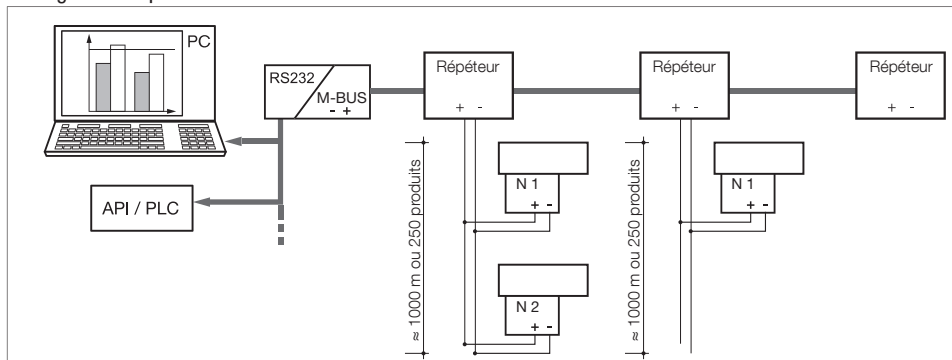 PC
RS232
M-BUS
- +
Répéteur
+ -
Répéteur
+ -
Répéteur
+ -
API / PLC
≈ 1000 m ou 250 produits
N 1
+ -
N 2
+ -
≈ 1000 m ou 250 produits
N 1
+ -